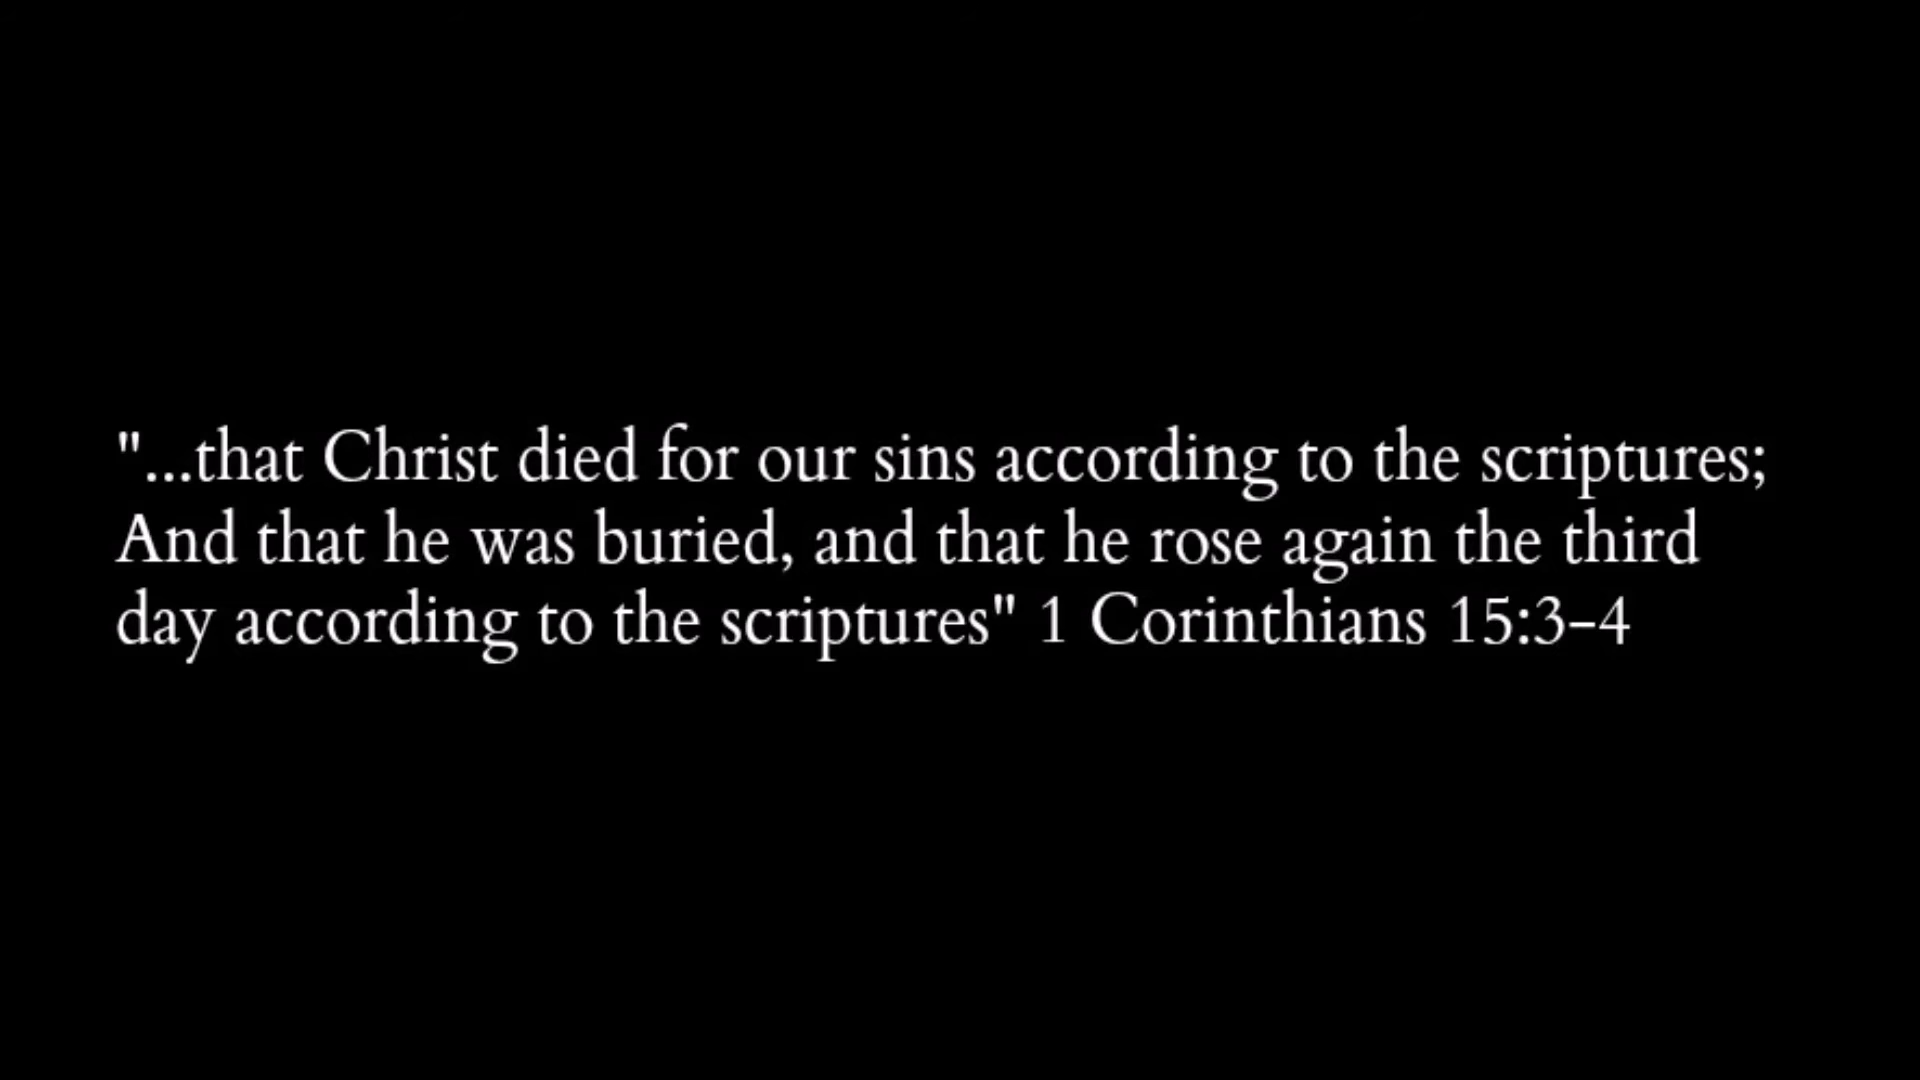 "...that Christ died for our sins according to the scriptures;
And that he was buried, and that he rose again the third
day according to the scriptures" 1 Corinthians 15:3-4